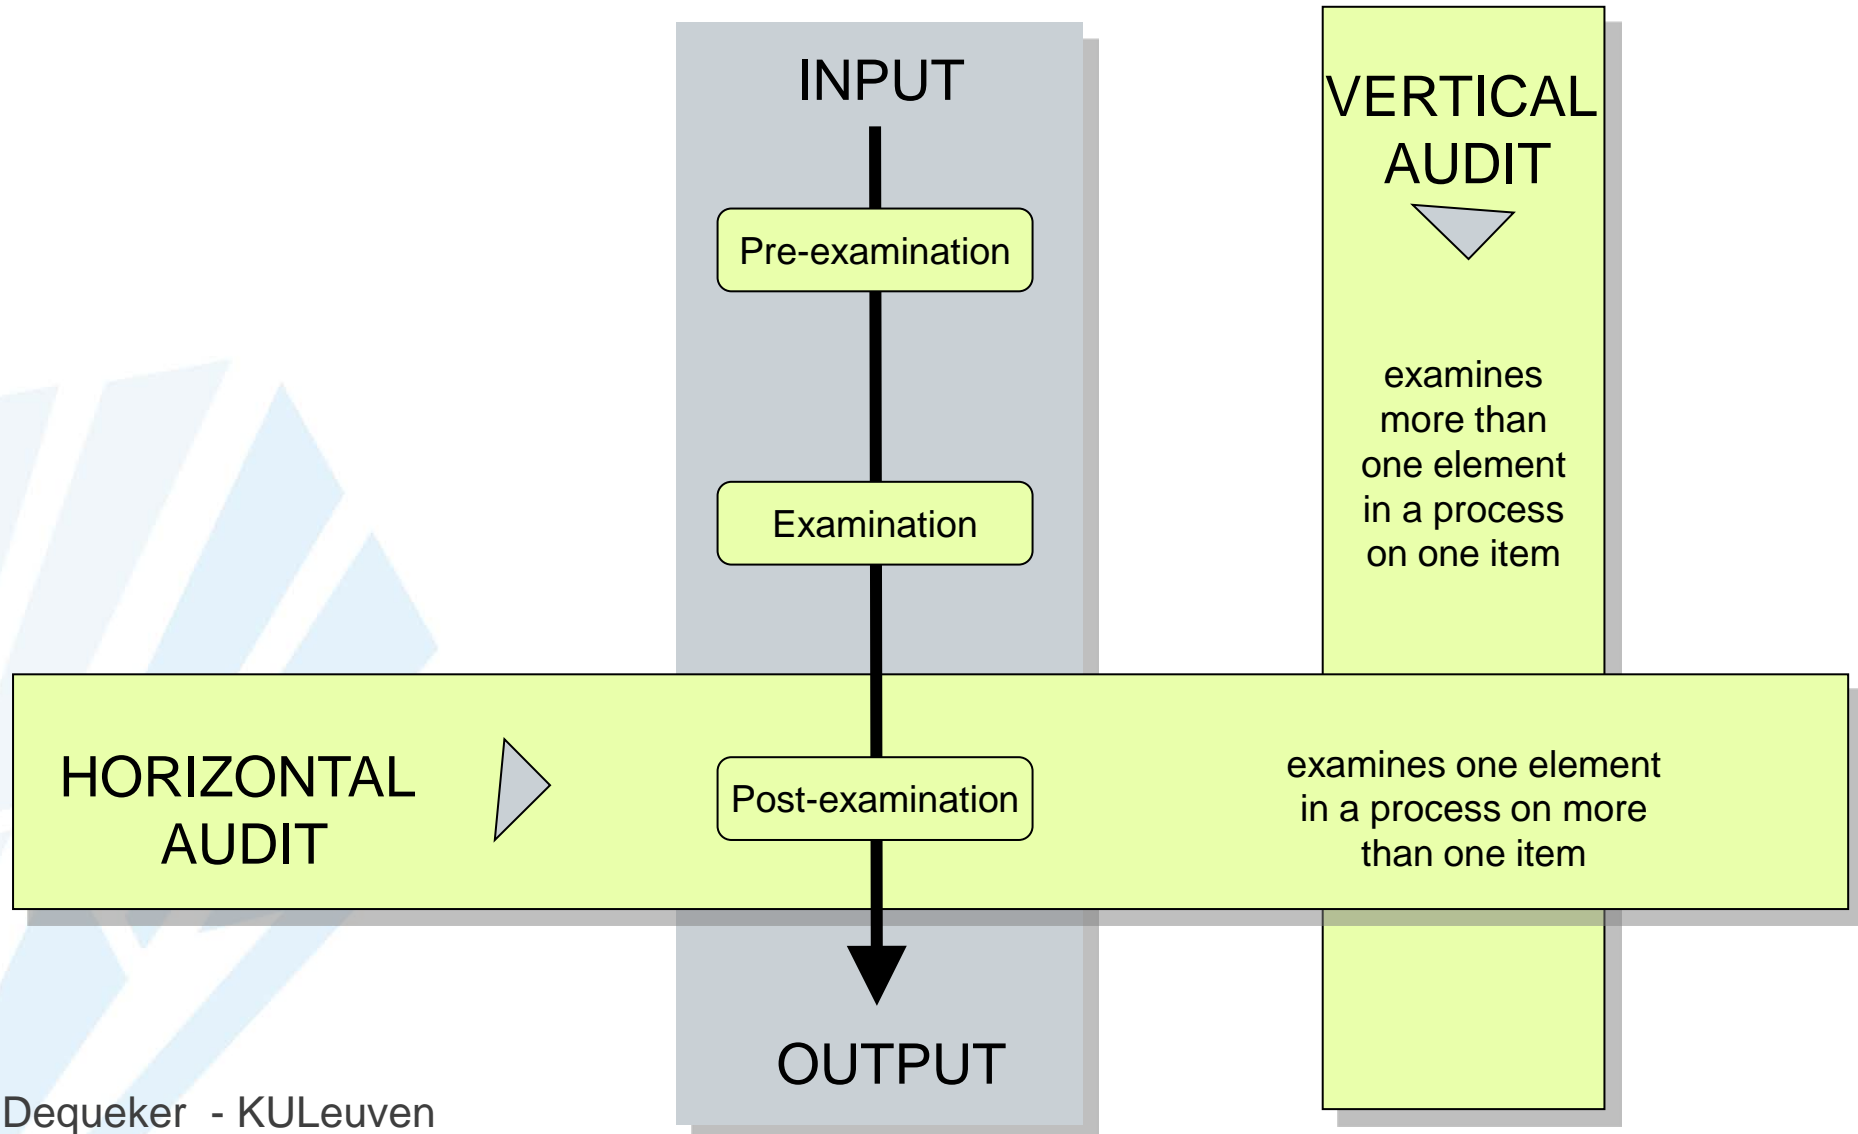 INPUT
Pre-examination
Examination
Post-examination
OUTPUT
VERTICAL
AUDIT
examines
more than
one element
in a process
on one item
HORIZONTAL
AUDIT
examines one element
in a process on more
than one item
Dequeker - KULeuven